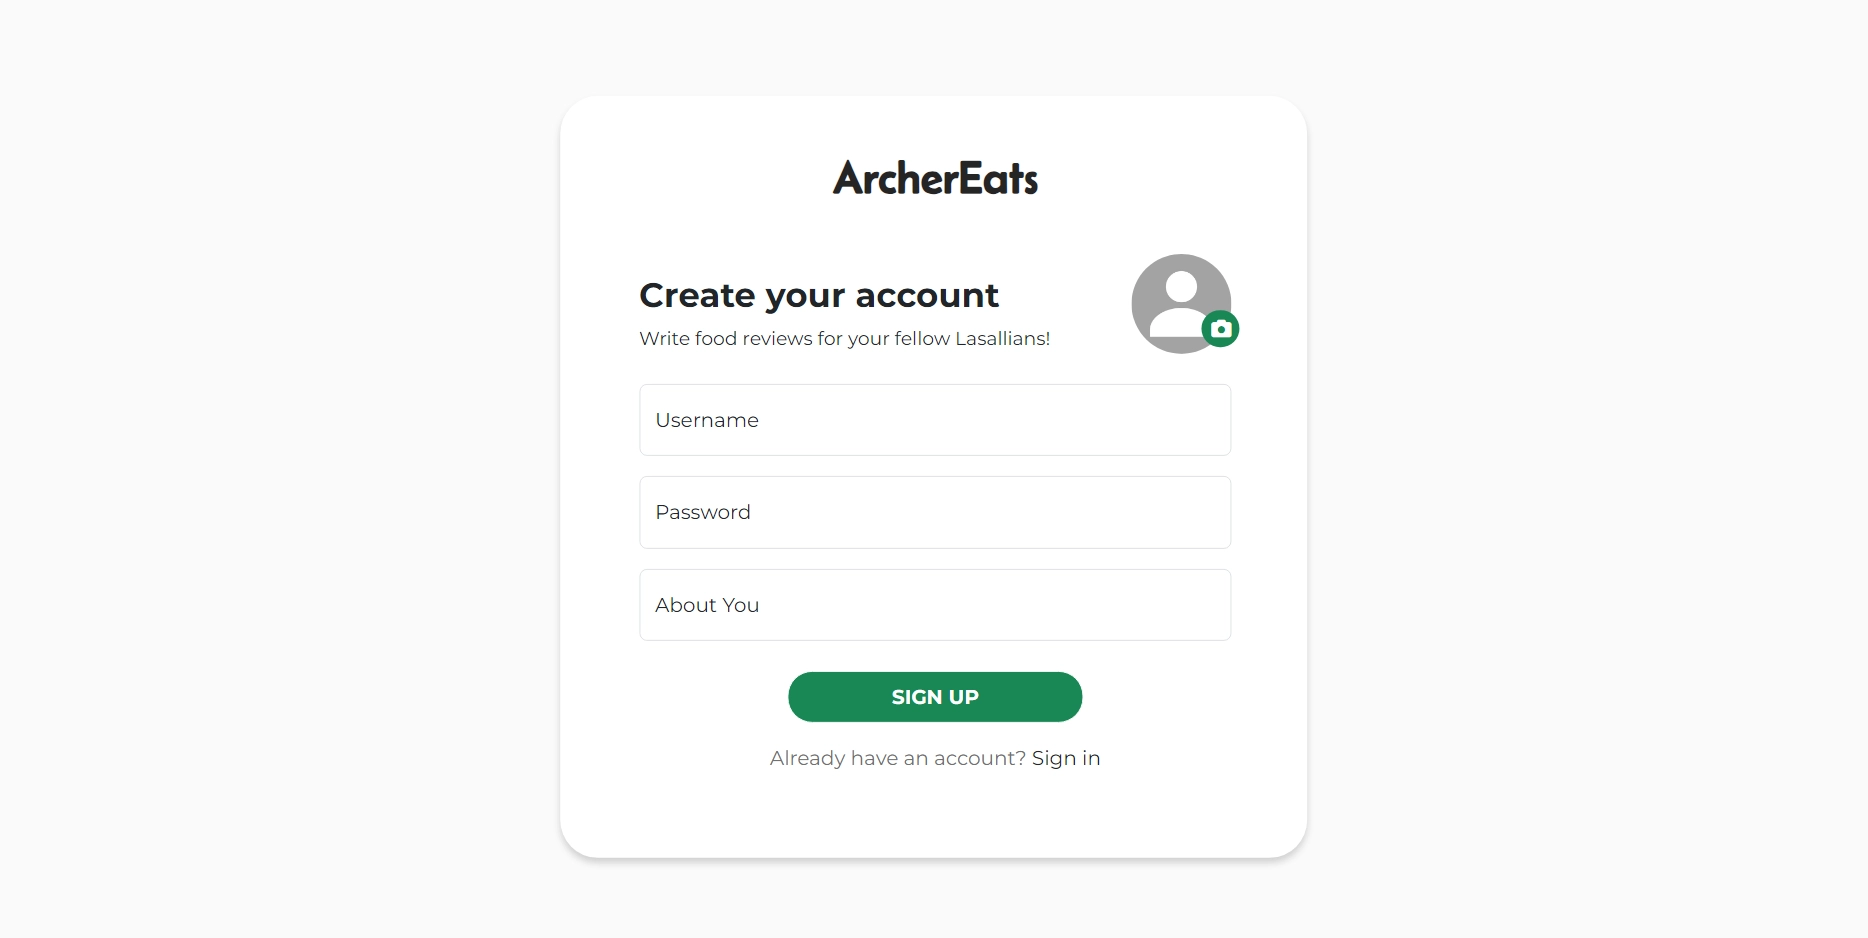 ArcherEats
Create your account
Write food reviews for your fellow Lasallians!
Username
Password
About You
SIGN UP
Already have an account? Sign in